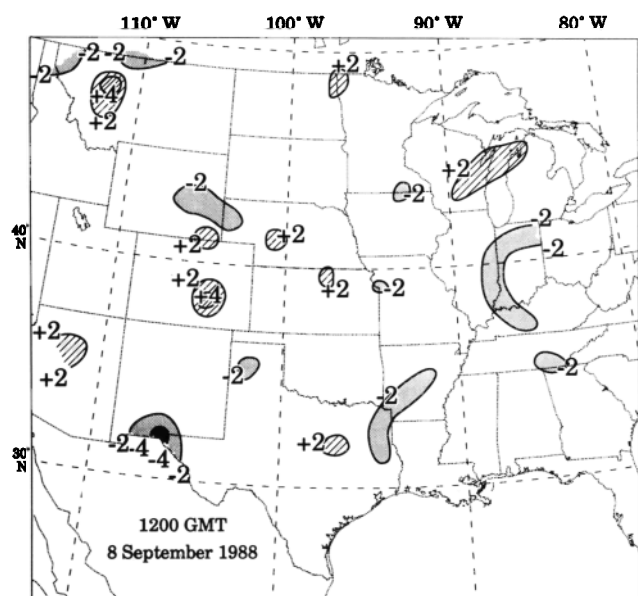 110° W 100° W 90° W 80° W
-2 -2 -2 +2
-2 +4
+2
+2
-2 -2
40° N
+2 +2 -2
-2
+2 +4 +2 -2
+2
-2 -2
+2
-2
+2
30° N
-2 -4 -4 -2
1200 GMT
8 September 1988